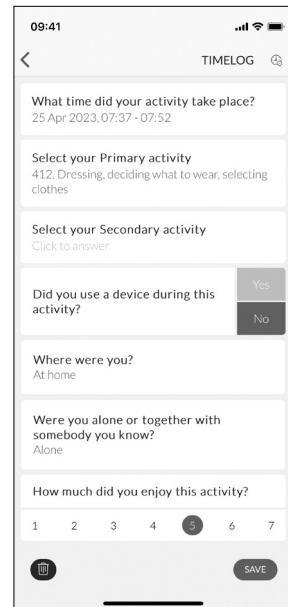 09:41
TIMELOG
What time did your activity take place?
25 Apr 2023, 07:37 - 07:52
Select your Primary activity
412. Dressing, deciding what to wear, selecting
clothes
Select your Secondary activity
Click to answer
Did you use a device during this
activity?
Yes
No
Where were you?
At home
Were you alone or together with
somebody you know?
Alone
How much did you enjoy this activity?
1 2 3 4 5 6 7
SAVE